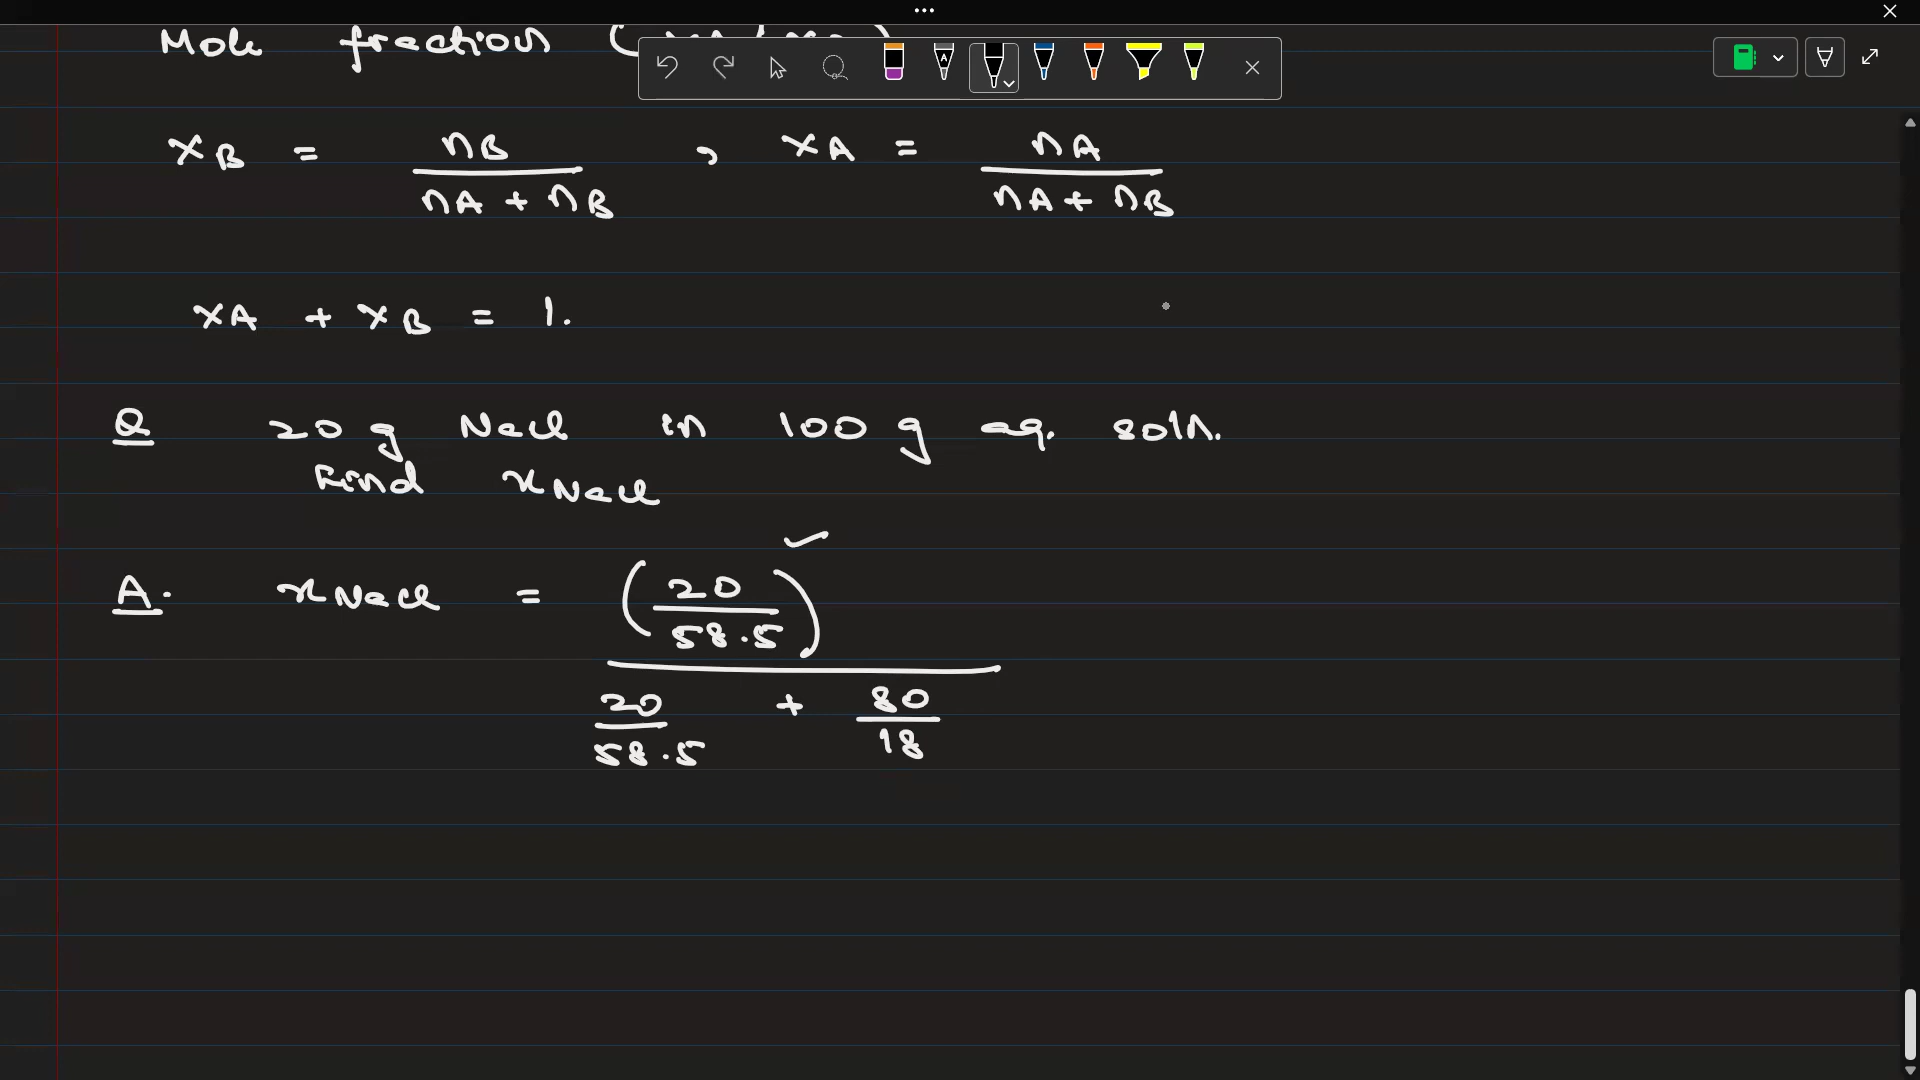 Mole fraction (
xB = nB / nA + nB , xA = nA / nA + nB
xA + xB = 1.
Q 20 g NaCl in 100 g aq. soln.
Find xNaCl
A. xNaCl = (20 / 58.5) ✓ / 20 / 58.5 + 80 / 18